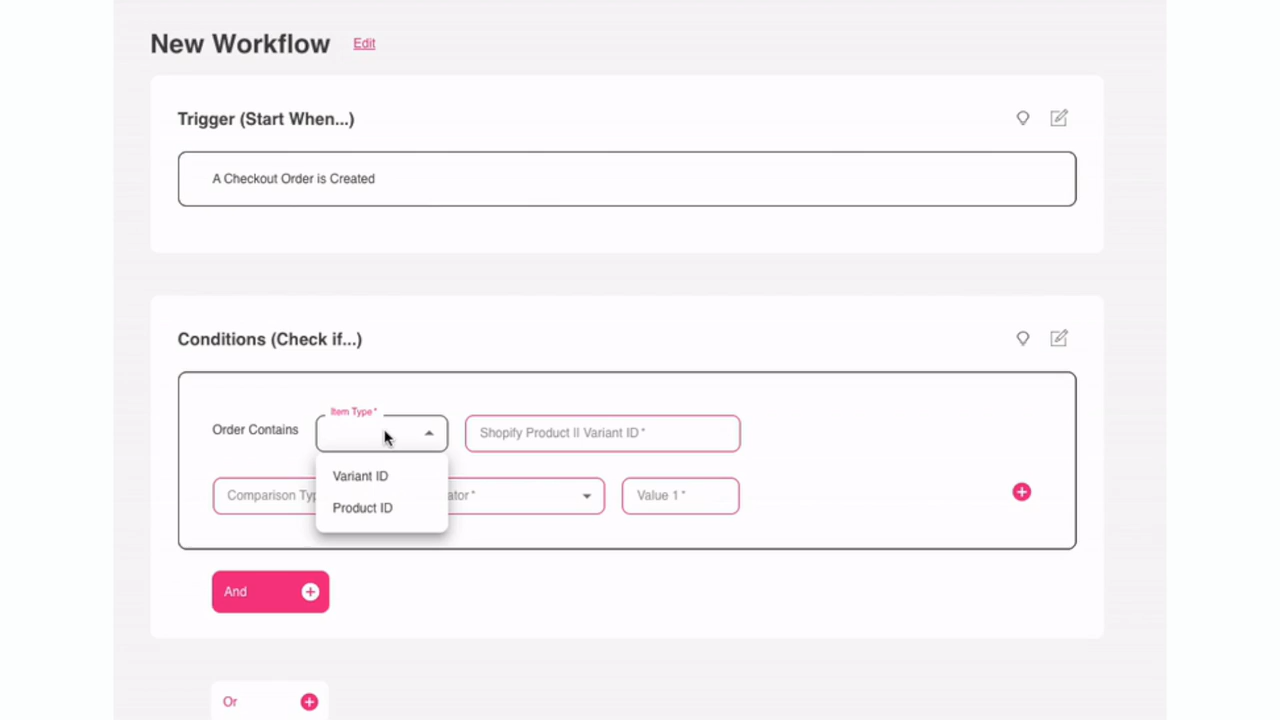 New Workflow Edit
Trigger (Start When...)
A Checkout Order is Created
Conditions (Check if...)
Item Type *
Order Contains
Shopify Product II Variant ID *
Variant ID
Comparison Typ
ator *
Value 1 *
Product ID
And
Or